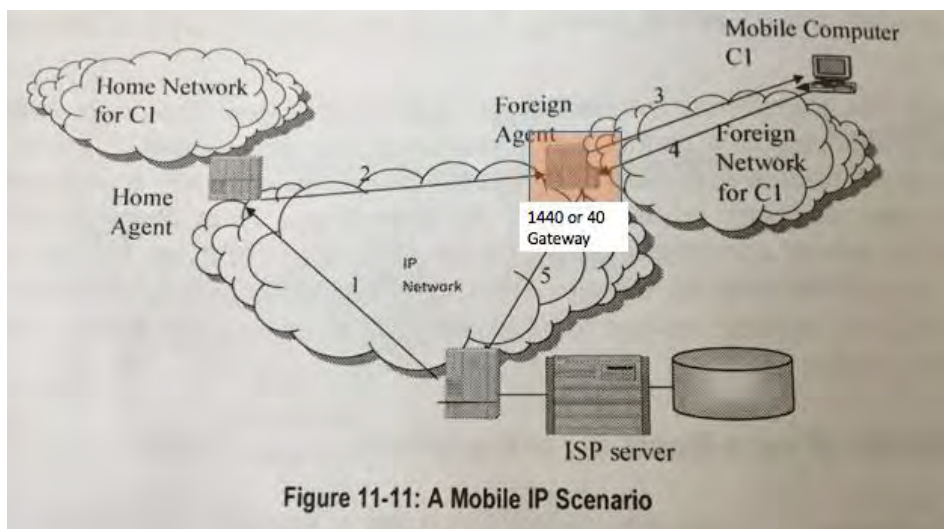 Mobile Computer
C1
Home Network
for C1
Foreign
Agent
3
4
Foreign
Network
for C1
2
Home
Agent
1440 or 40
Gateway
1
IP
Network
5
ISP server
Figure 11-11: A Mobile IP Scenario